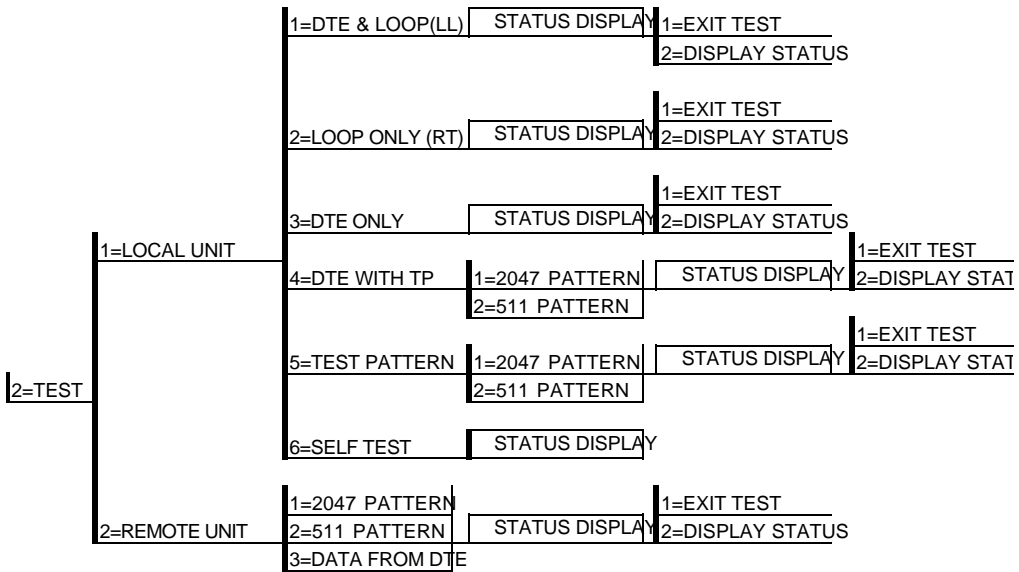 1=DTE & LOOP(LL) STATUS DISPLAY 1=EXIT TEST
2=DISPLAY STATUS
1=EXIT TEST
2=LOOP ONLY (RT) STATUS DISPLAY 2=DISPLAY STATUS
1=EXIT TEST
3=DTE ONLY STATUS DISPLAY 2=DISPLAY STATUS
1=LOCAL UNIT 1=EXIT TEST
4=DTE WITH TP 1=2047 PATTERN STATUS DISPLAY 2=DISPLAY STAT
2=511 PATTERN
1=EXIT TEST
5=TEST PATTERN 1=2047 PATTERN STATUS DISPLAY 2=DISPLAY STAT
2=TEST 2=511 PATTERN
6=SELF TEST STATUS DISPLAY
1=2047 PATTERN 1=EXIT TEST
2=REMOTE UNIT 2=511 PATTERN STATUS DISPLAY 2=DISPLAY STATUS
3=DATA FROM DTE